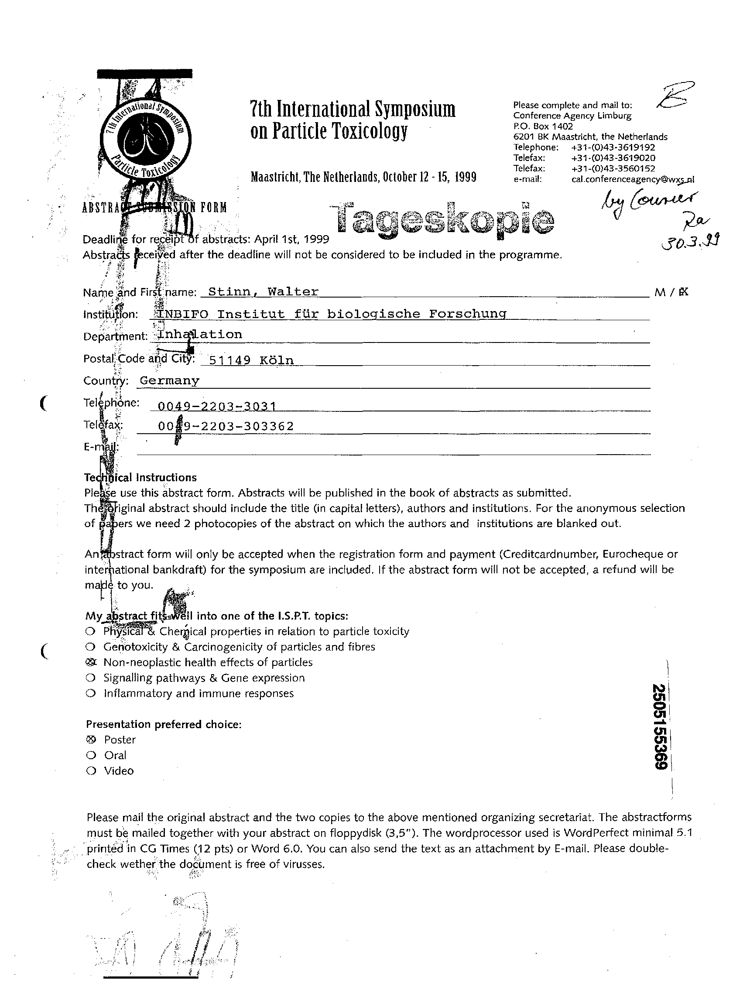 7th International Symposium
Particle Toxicology
7th International Symposium
on Particle Toxicology
Maastricht, The Netherlands, October 12 - 15, 1999
Please complete and mail to:
Conference Agency Limburg
P.O. Box 1402
6201 BK Maastricht, the Netherlands
Telephone: +31-(0)43-3619192
Telefax: +31-(0)43-3619020
Telefax: +31-(0)43-3560152
e-mail: cal.conferenceagency@wxs.nl
B
by Courier
Ra
30.3.99
ABSTRACT SUBMISSION FORM
Tageskopie
Deadline for receipt of abstracts: April 1st, 1999
Abstracts received after the deadline will not be considered to be included in the programme.
Name and First name: Stinn, Walter M /
Institution: INBIFO Institut für biologische Forschung
Department: Inhalation
Postal Code and City: 51149 Köln
Country: Germany
Telephone: 0049-2203-3031
Telefax: 0049-2203-303362
E-mail:
Technical Instructions
Please use this abstract form. Abstracts will be published in the book of abstracts as submitted.
The original abstract should include the title (in capital letters), authors and institutions. For the anonymous selection
of papers we need 2 photocopies of the abstract on which the authors and institutions are blanked out.
An abstract form will only be accepted when the registration form and payment (Creditcardnumber, Eurocheque or
international bankdraft) for the symposium are included. If the abstract form will not be accepted, a refund will be
made to you.
My abstract fits well into one of the I.S.P.T. topics:
Physical & Chemical properties in relation to particle toxicity
Genotoxicity & Carcinogenicity of particles and fibres
Non-neoplastic health effects of particles
Signalling pathways & Gene expression
Inflammatory and immune responses
Presentation preferred choice:
Poster
Oral
Video
2505155369
Please mail the original abstract and the two copies to the above mentioned organizing secretariat. The abstractforms
must be mailed together with your abstract on floppydisk (3,5"). The wordprocessor used is WordPerfect minimal 5.1
printed in CG Times (12 pts) or Word 6.0. You can also send the text as an attachment by E-mail. Please double-
check wether the document is free of virusses.